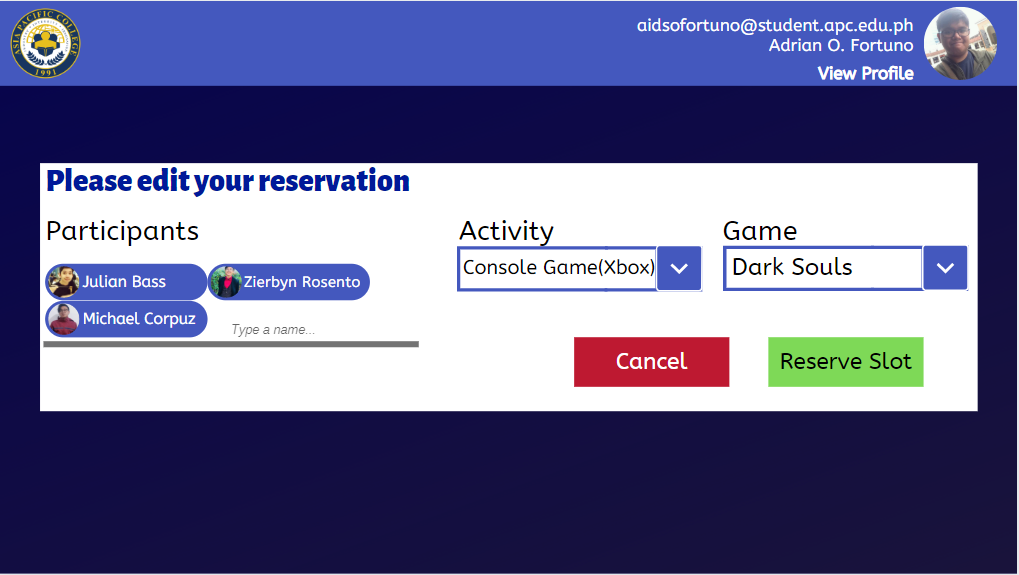 ASIA PACIFIC COLLEGE
1991
aidsofortuno@student.apc.edu.ph
Adrian O. Fortuno
View Profile
Please edit your reservation
Participants
Activity
Game
Julian Bass
Zierbyn Rosento
Console Game(Xbox)
Dark Souls
Michael Corpuz
Type a name...
Cancel
Reserve Slot